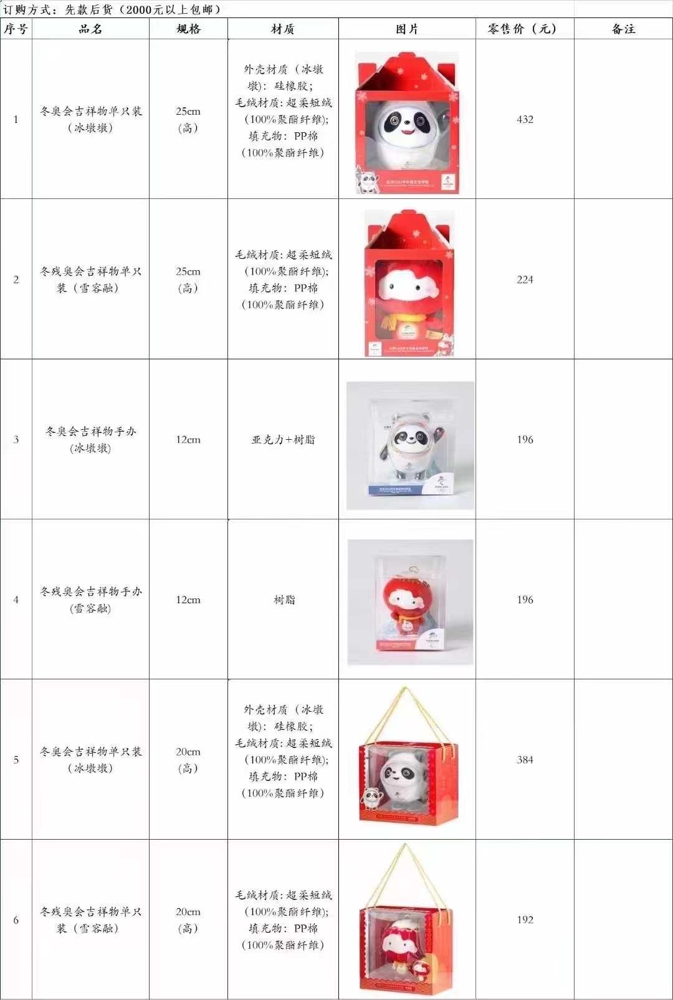 订购方式：先款后货（2000元以上包邮）
序号 品名 规格 材质 图片 零售价（元） 备注
1
冬奥会吉祥物单只装
（冰墩墩）
25cm
(高）
外壳材质（冰墩
墩)：硅橡胶；
毛绒材质: 超柔短绒
（100%聚酯纤维);
填充物：PP棉
（100%聚酯纤维）
432
2
冬残奥会吉祥物单只
装（雪容融）
25cm
(高）
毛绒材质: 超柔短绒
（100%聚酯纤维);
填充物：PP棉
（100%聚酯纤维）
224
3
冬奥会吉祥物手办
(冰墩墩)
12cm
亚克力+树脂
196
4
冬残奥会吉祥物手办
(雪容融)
12cm
树脂
196
5
冬奥会吉祥物单只装
（冰墩墩）
20cm
(高）
外壳材质（冰墩
墩)：硅橡胶；
毛绒材质: 超柔短绒
（100%聚酯纤维);
填充物：PP棉
（100%聚酯纤维）
384
6
冬残奥会吉祥物单只
装（雪容融）
20cm
(高）
毛绒材质: 超柔短绒
（100%聚酯纤维);
填充物：PP棉
（100%聚酯纤维）
192